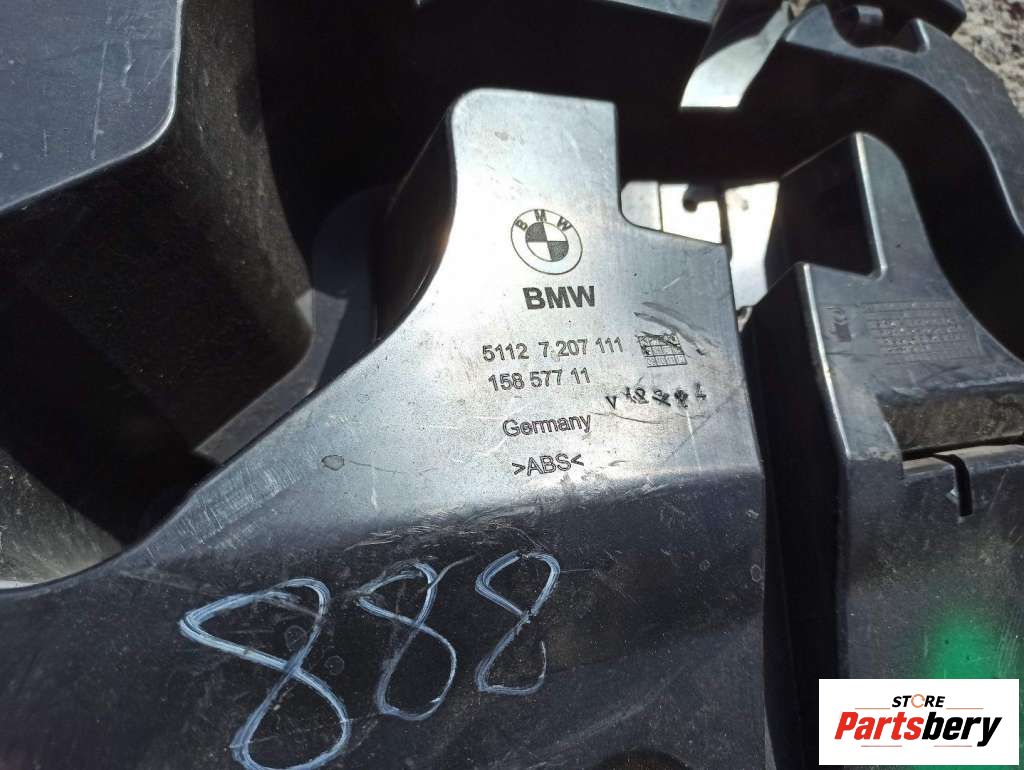 BMW
BMW
5112 7 207 111
158 577 11
Germany
>ABS<
888
STORE
Partsbery